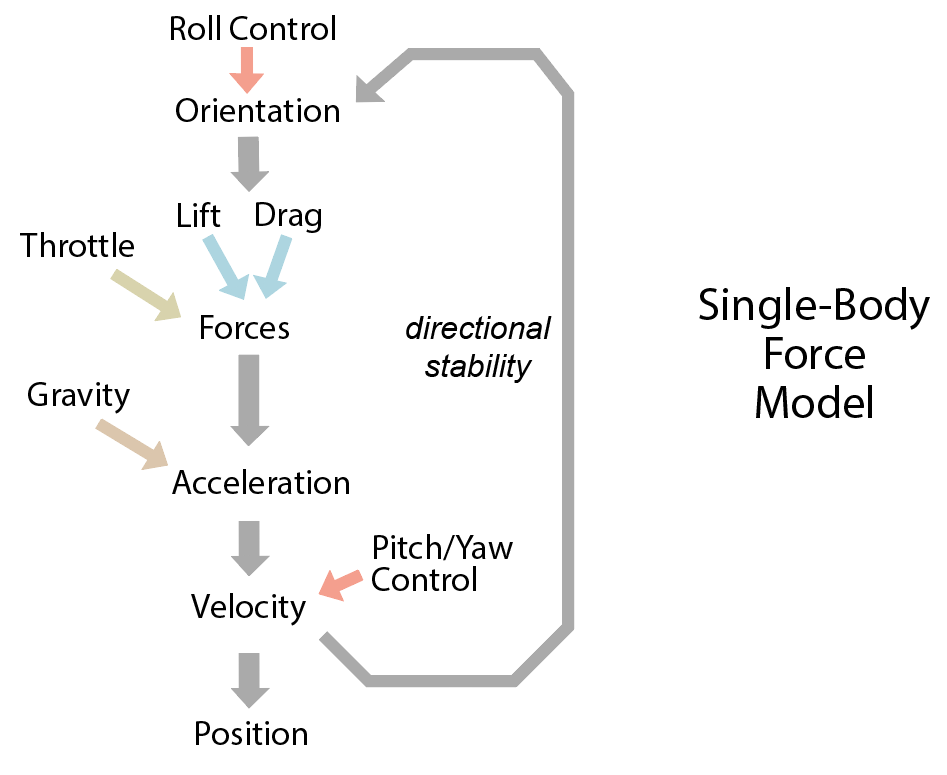 Roll Control
Orientation
Lift Drag
Throttle
Forces
directional
stability
Single-Body
Force
Model
Gravity
Acceleration
Pitch/Yaw
Control
Velocity
Position